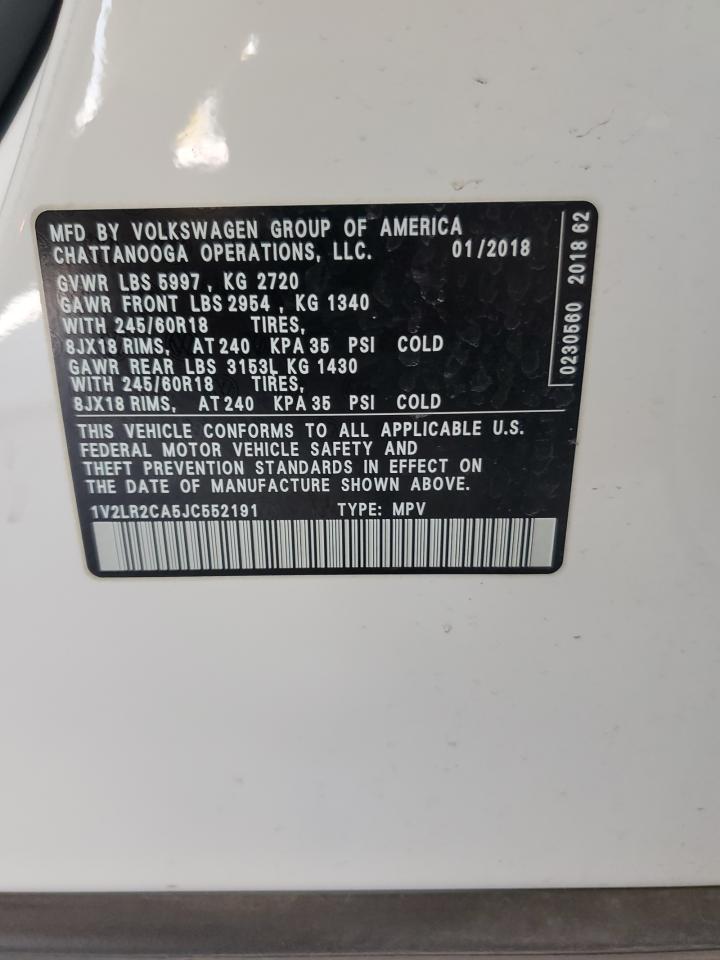 MFD BY VOLKSWAGEN GROUP OF AMERICA
CHATTANOOGA OPERATIONS, LLC. 01/2018
GVWR LBS 5997 , KG 2720
GAWR FRONT LBS 2954 , KG 1340
WITH 245/60R18 TIRES,
8JX18 RIMS, AT 240 KPA 35 PSI COLD
GAWR REAR LBS 3153L KG 1430
WITH 245/60R18 TIRES,
8JX18 RIMS, AT 240 KPA 35 PSI COLD
THIS VEHICLE CONFORMS TO ALL APPLICABLE U.S.
FEDERAL MOTOR VEHICLE SAFETY AND
THEFT PREVENTION STANDARDS IN EFFECT ON
THE DATE OF MANUFACTURE SHOWN ABOVE.
1V2LR2CA5JC552191 TYPE: MPV
0230560 2018 62